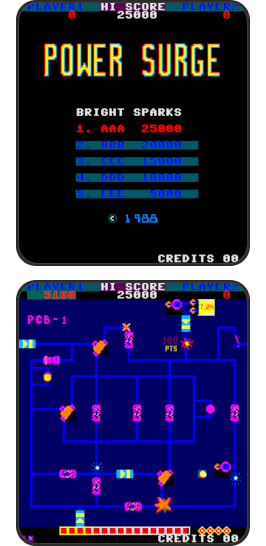 PLAYER1 HI SCORE PLAYER2
0 25000 0
POWER SURGE
BRIGHT SPARKS
1. AAA 25000
2. BBB 20000
3. CCC 15000
4. DDD 10000
5. EEE 5000
© 1988
CREDITS 00
PLAYER1 HI SCORE PLAYER2
5100 25000 0
PCB-1
100
PTS
CREDITS 00